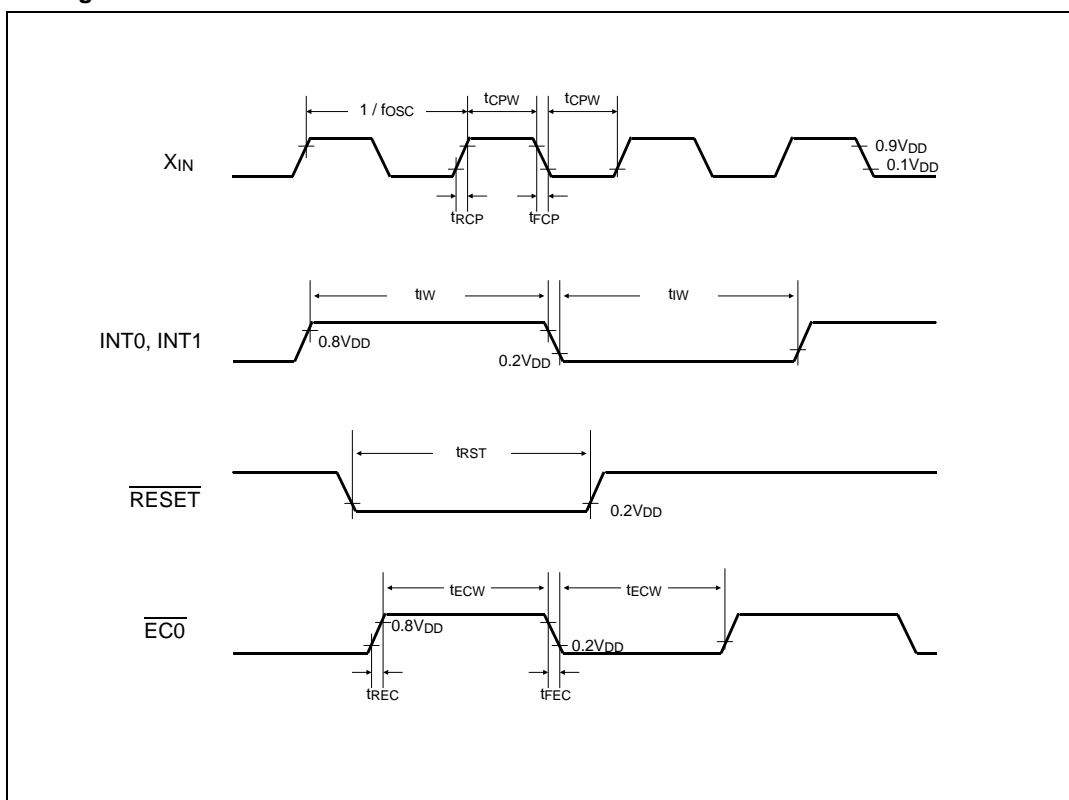 1 / fOSC tCPW tCPW
XIN
0.9VDD
0.1VDD
tRCP tFCP
tIW tIW
INT0, INT1
0.8VDD
0.2VDD
tRST
RESET
0.2VDD
tECW tECW
EC0
0.8VDD
0.2VDD
tREC tFEC